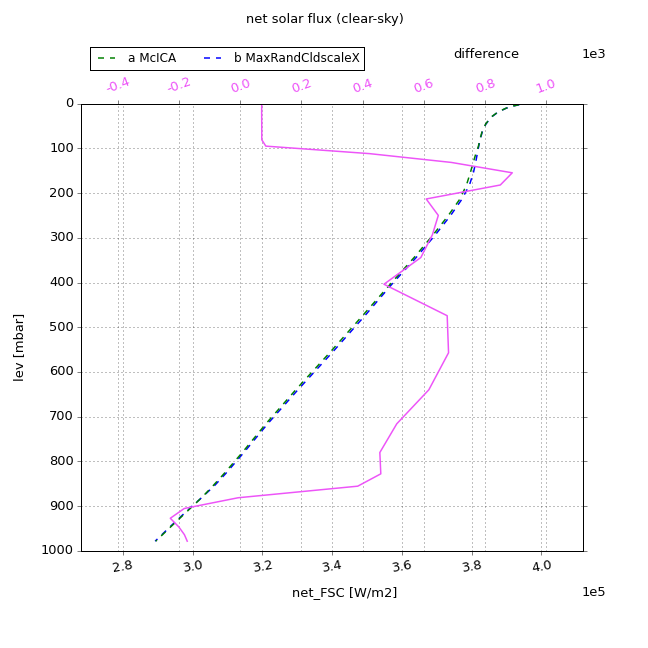 net solar flux (clear-sky)
a McICA
b MaxRandCldscaleX
difference
1e3
-0.4 -0.2 0.0 0.2 0.4 0.6 0.8 1.0
0
100
200
300
400
500
600
700
800
900
1000
lev [mbar]
2.8 3.0 3.2 3.4 3.6 3.8 4.0
net_FSC [W/m2]
1e5